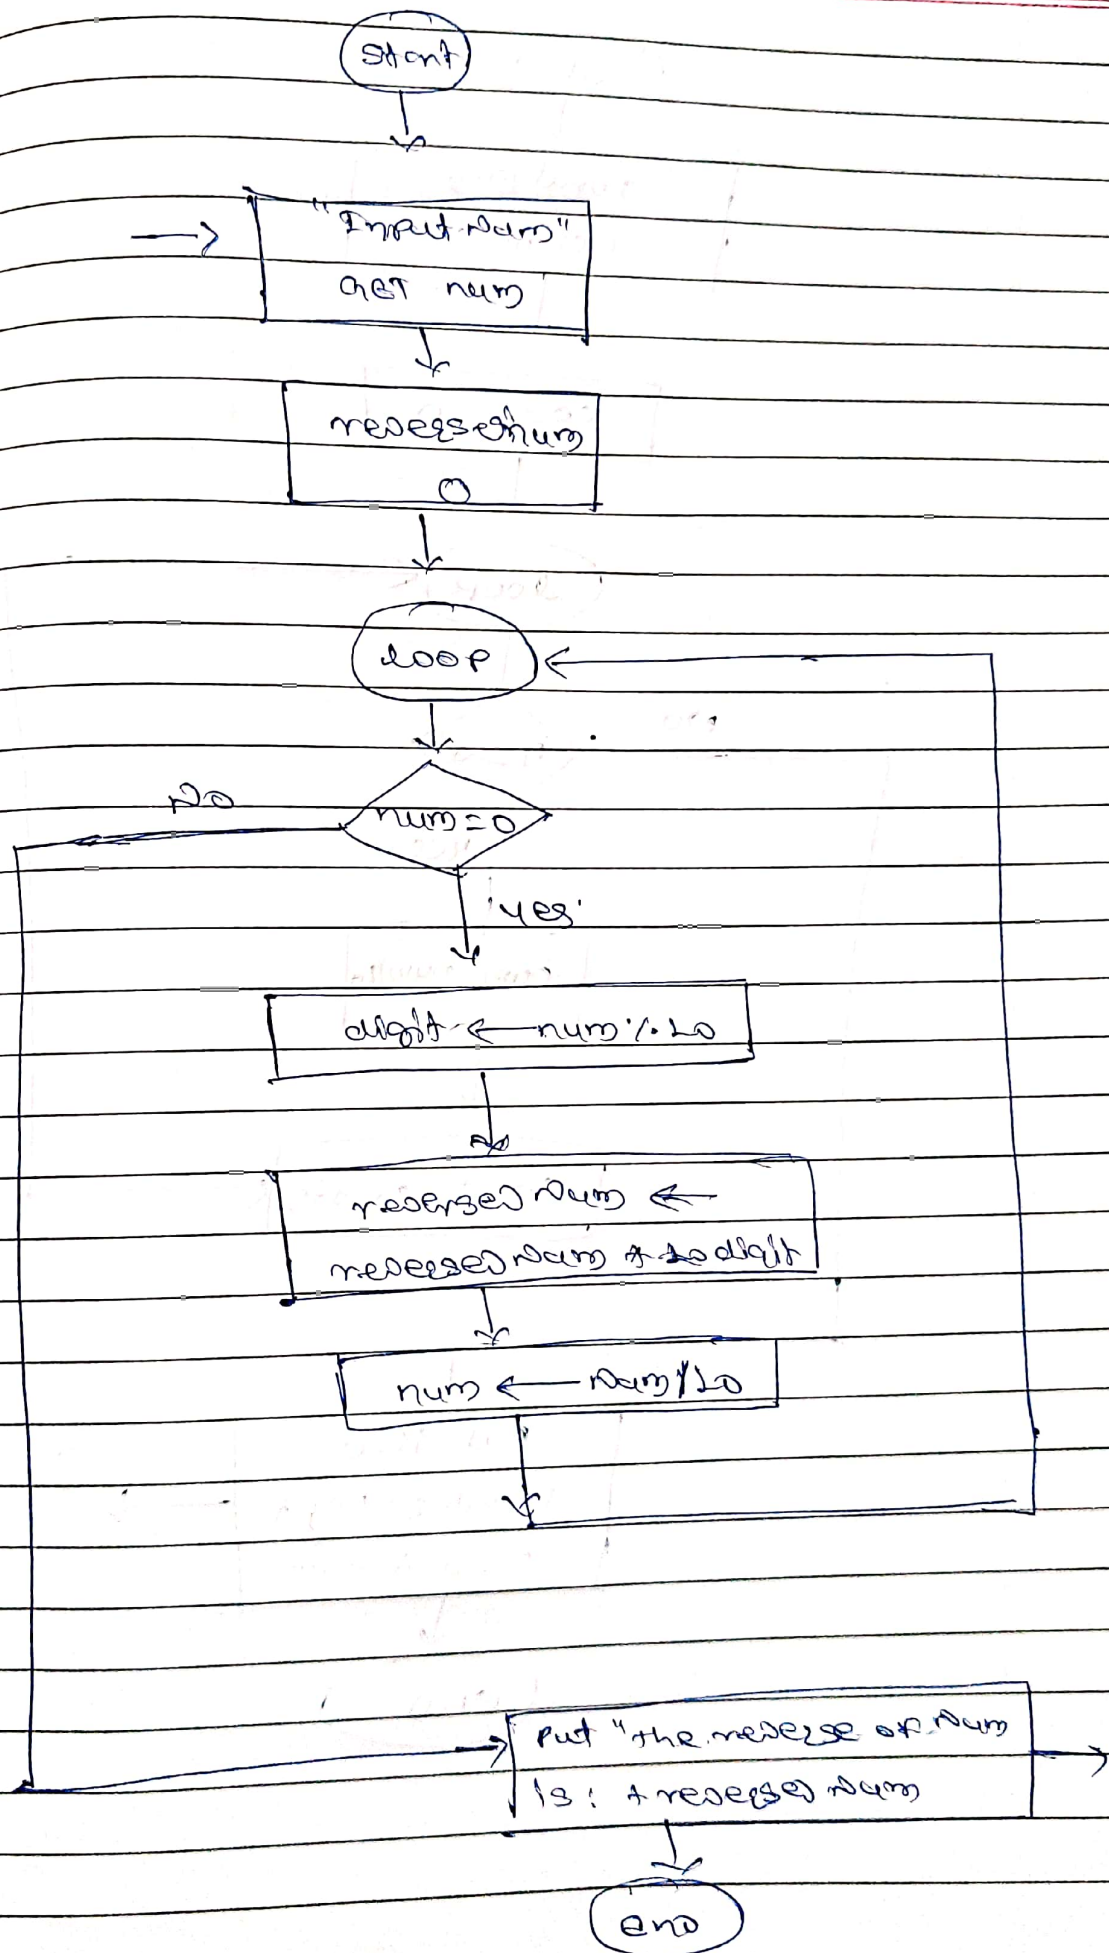 Start
"Input Num"
GET num
reversednum
0
loop
No
num=0
'yes'
digit ← num % 10
reversed Num ←
reversed Num * 10 digit
num ← Num/10
Put "the reverse of Num
is: + reversed Num
end